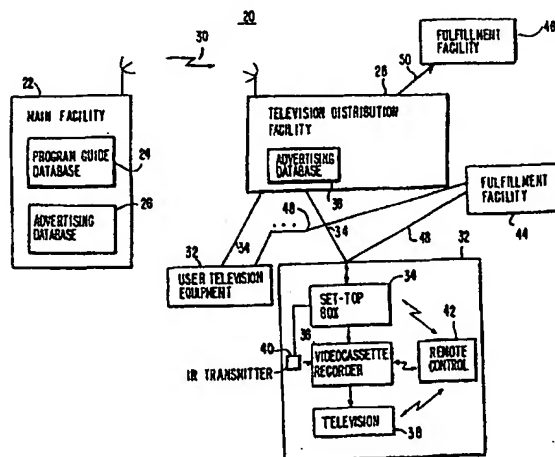 20
FULFILLMENT
FACILITY
46
30
50
22
28
MAIN FACILITY
TELEVISION DISTRIBUTION
FACILITY
PROGRAM GUIDE
DATABASE
24
ADVERTISING
DATABASE
38
ADVERTISING
DATABASE
26
FULFILLMENT
FACILITY
44
48
34
34
48
32
32
USER TELEVISION
EQUIPMENT
SET-TOP
BOX
34
42
40
36
IR TRANSMITTER
VIDEOCASSETTE
RECORDER
REMOTE
CONTROL
TELEVISION
38